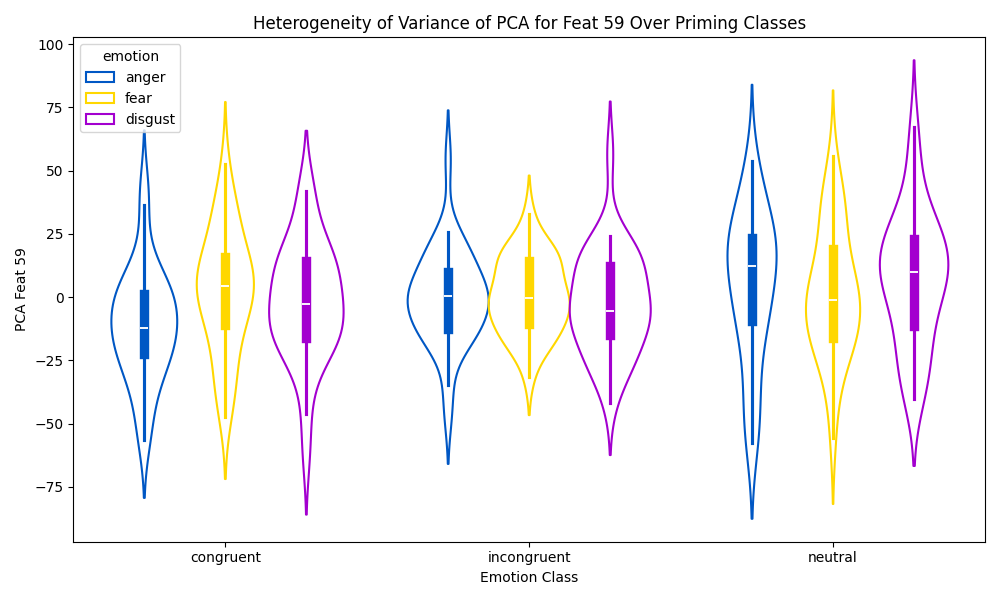 Heterogeneity of Variance of PCA for Feat 59 Over Priming Classes
emotion
anger
fear
disgust
100
75
50
25
0
−25
−50
−75
PCA Feat 59
congruent
incongruent
neutral
Emotion Class